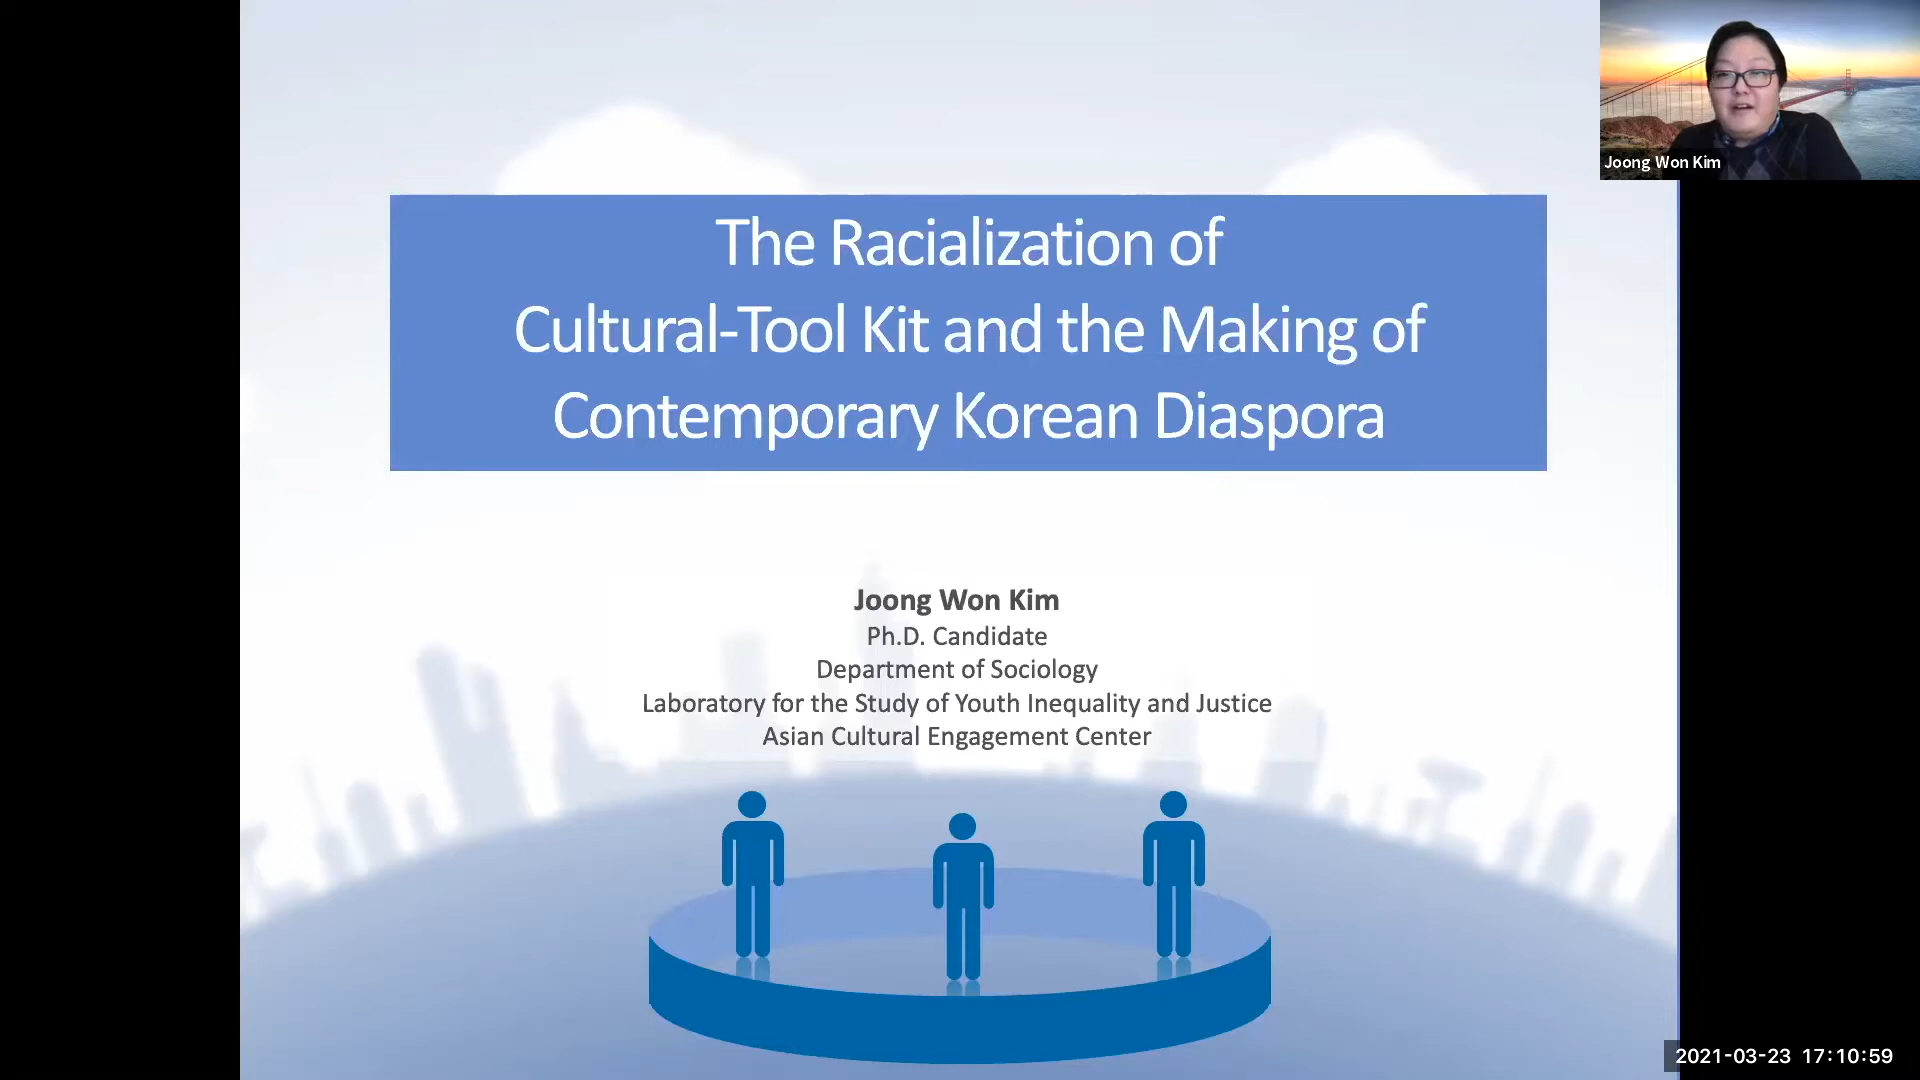 The Racialization of
Cultural-Tool Kit and the Making of
Contemporary Korean Diaspora
Joong Won Kim
Ph.D. Candidate
Department of Sociology
Laboratory for the Study of Youth Inequality and Justice
Asian Cultural Engagement Center
Joong Won Kim
2021-03-23 17:10:59